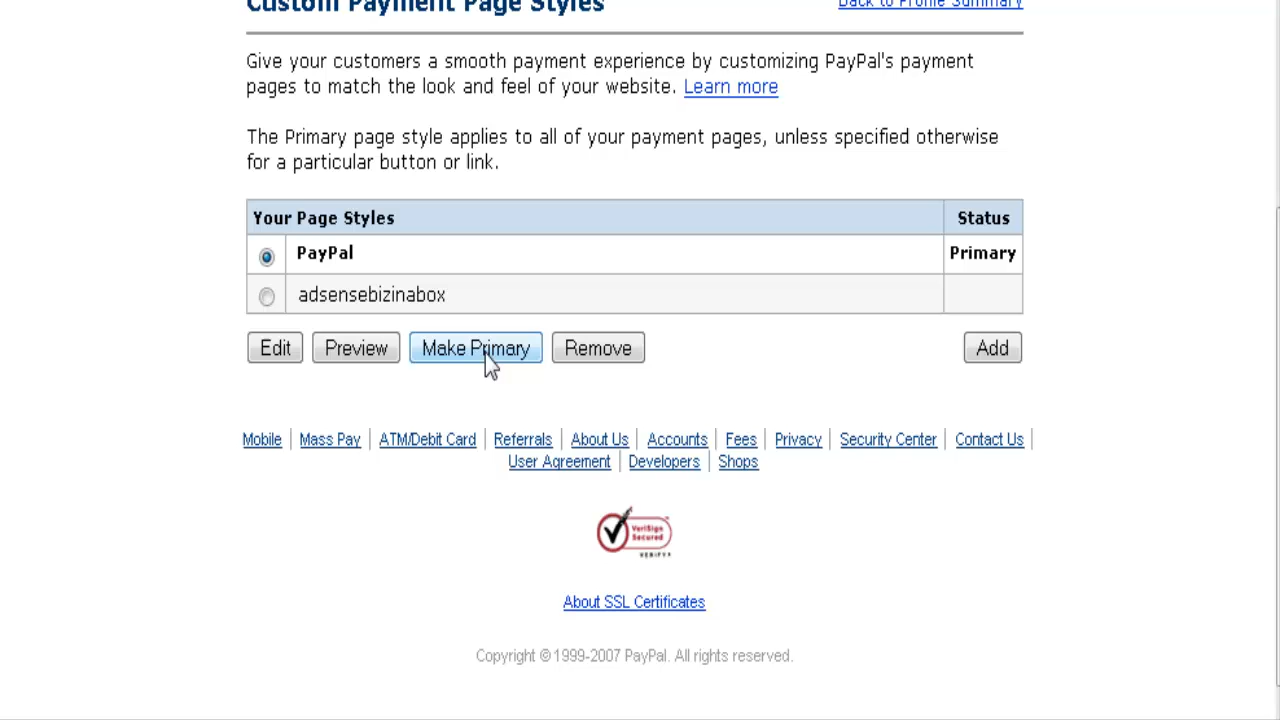 Custom Payment Page Styles
Back to Profile Summary
Give your customers a smooth payment experience by customizing PayPal's payment
pages to match the look and feel of your website. Learn more
The Primary page style applies to all of your payment pages, unless specified otherwise
for a particular button or link.
Your Page Styles Status
PayPal Primary
adsensebizinabox
Edit Preview Make Primary Remove Add
Mobile Mass Pay ATM/Debit Card Referrals About Us Accounts Fees Privacy Security Center Contact Us
User Agreement Developers Shops
VeriSign
Secured
VERIFY
About SSL Certificates
Copyright © 1999-2007 PayPal. All rights reserved.